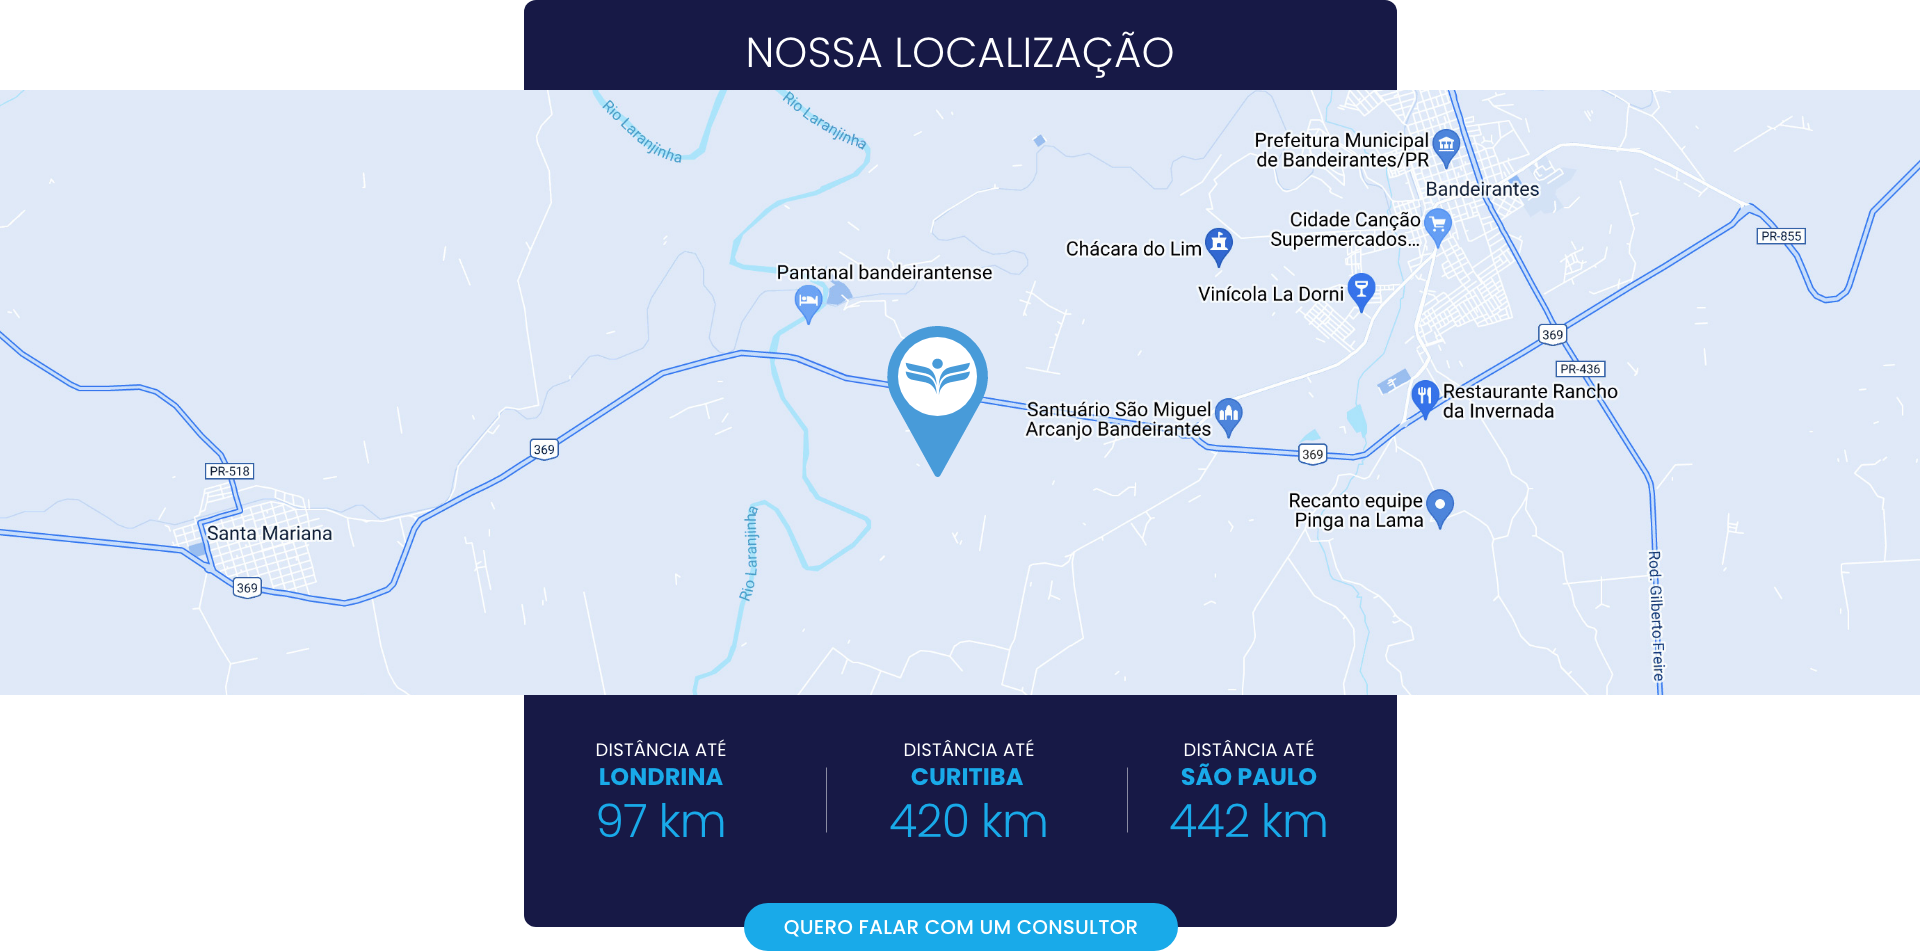 NOSSA LOCALIZAÇÃO
Rio Laranjinha
Rio Laranjinha
Prefeitura Municipal
de Bandeirantes/PR
Bandeirantes
Cidade Canção
Supermercados...
PR-855
Chácara do Lim
Pantanal bandeirantense
Vinícola La Dorni
369
PR-436
Restaurante Rancho
da Invernada
Santuário São Miguel
Arcanjo Bandeirantes
369
369
PR-518
Recanto equipe
Pinga na Lama
Santa Mariana
Rio Laranjinha
369
Rod. Gilberto Freire
DISTÂNCIA ATÉ
LONDRINA
97 km
DISTÂNCIA ATÉ
CURITIBA
420 km
DISTÂNCIA ATÉ
SÃO PAULO
442 km
QUERO FALAR COM UM CONSULTOR